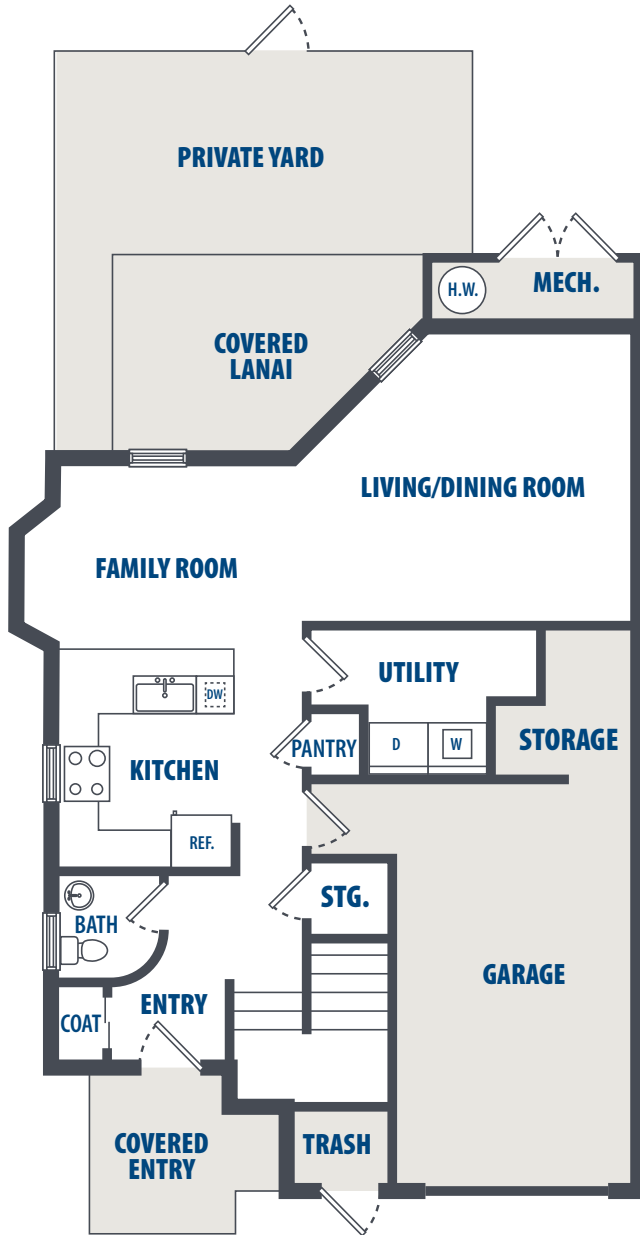 PRIVATE YARD
H.W.
MECH.
COVERED
LANAI
LIVING/DINING ROOM
FAMILY ROOM
UTILITY
DW
PANTRY
D
W
STORAGE
KITCHEN
REF.
STG.
BATH
GARAGE
ENTRY
COAT
COVERED
ENTRY
TRASH